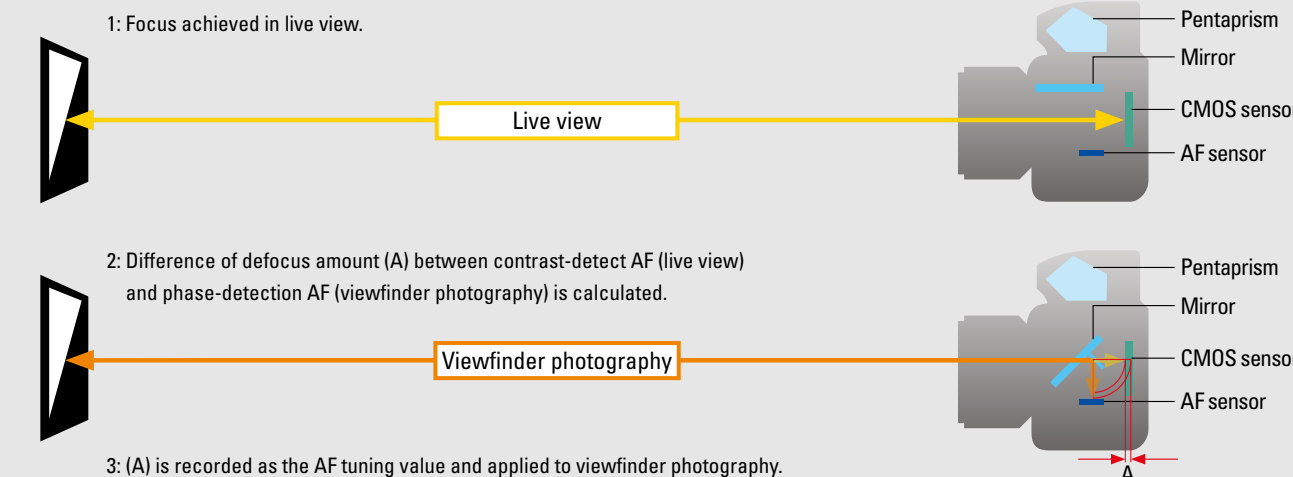 1: Focus achieved in live view.
Pentaprism
Mirror
Live view
CMOS sensor
AF sensor
2: Difference of defocus amount (A) between contrast-detect AF (live view)
and phase-detection AF (viewfinder photography) is calculated.
Pentaprism
Mirror
Viewfinder photography
CMOS sensor
AF sensor
3: (A) is recorded as the AF tuning value and applied to viewfinder photography.
A